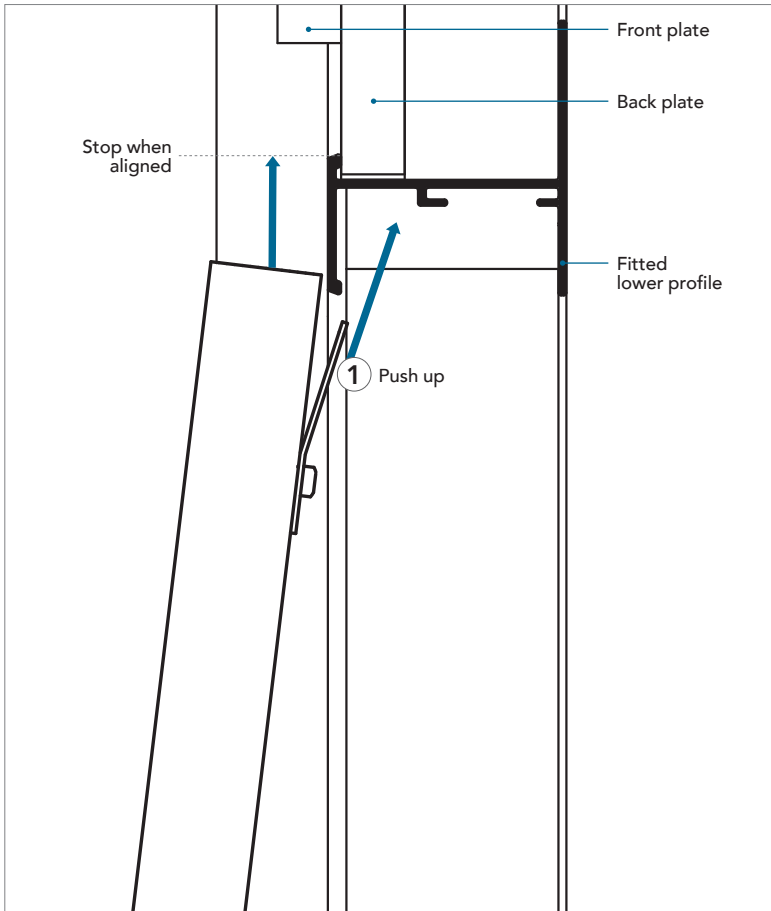 Front plate
Back plate
Stop when
aligned
Fitted
lower profile
1 Push up